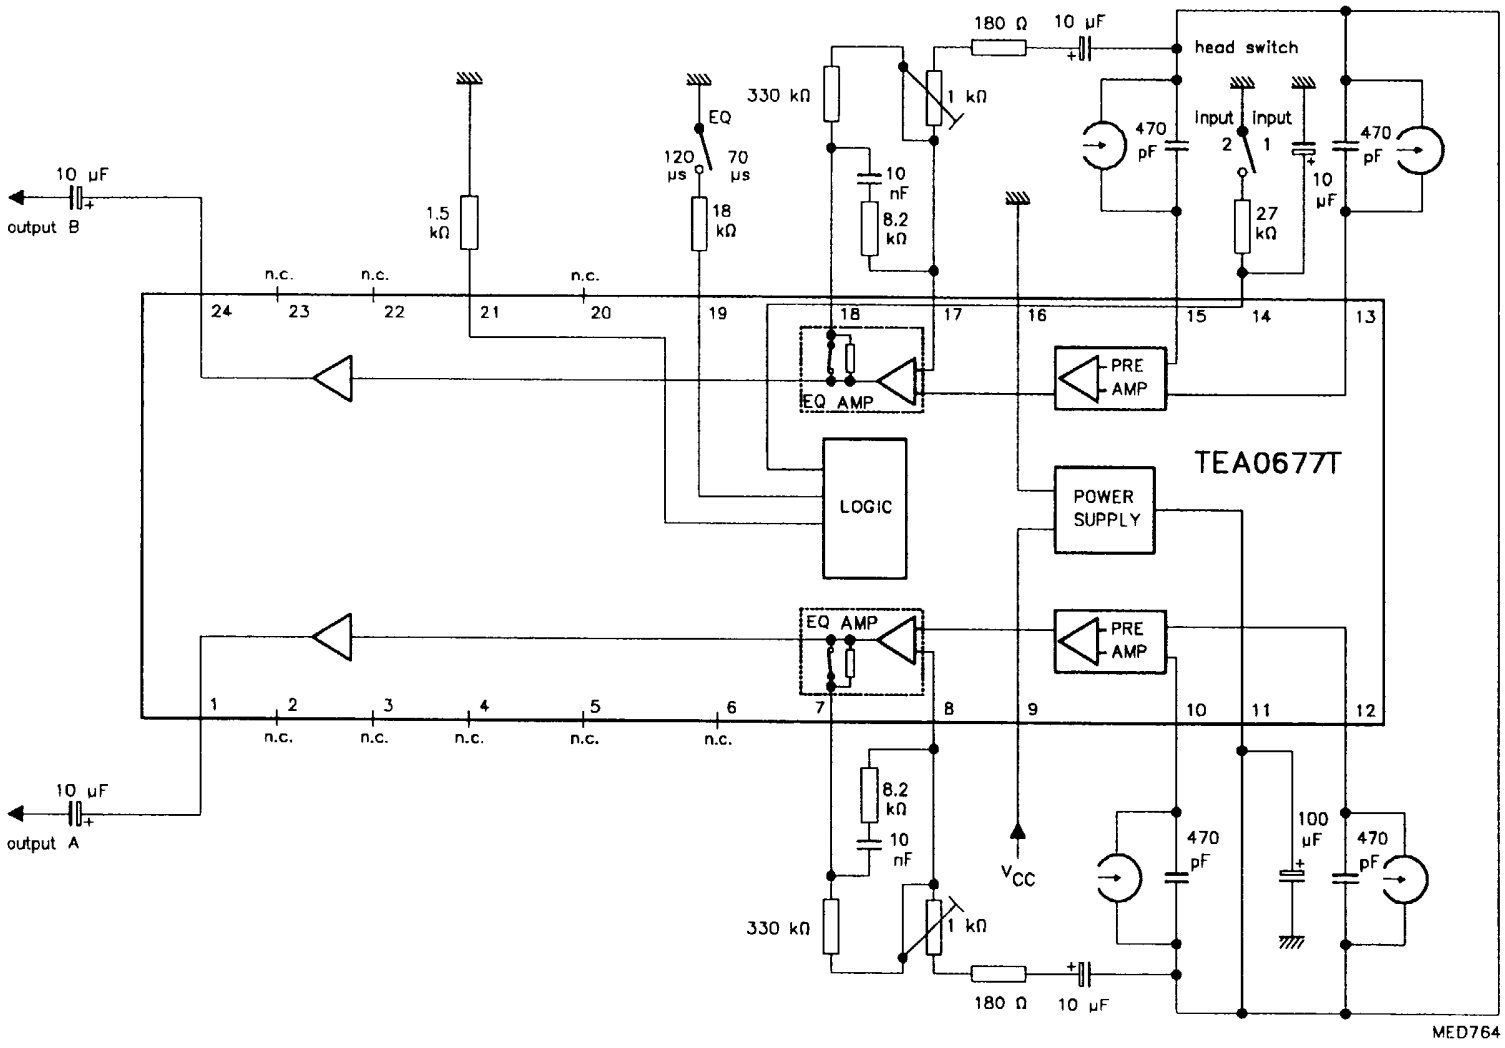 180 Ω
10 µF
+
head switch
330 kΩ
1 kΩ
EQ
120 µs
70 µs
470 pF
input 2
input 1
+
10 µF
470 pF
10 µF
+
output B
1.5 kΩ
18 kΩ
10 nF
8.2 kΩ
27 kΩ
n.c.
n.c.
n.c.
24
23
22
21
20
19
18
17
16
15
14
13
EQ AMP
PRE AMP
TEA0677T
LOGIC
POWER SUPPLY
EQ AMP
PRE AMP
1
2
3
4
5
6
7
8
9
10
11
12
n.c.
n.c.
n.c.
n.c.
n.c.
10 µF
+
output A
8.2 kΩ
10 nF
VCC
470 pF
100 µF
+
470 pF
330 kΩ
1 kΩ
+
180 Ω
10 µF
MED764